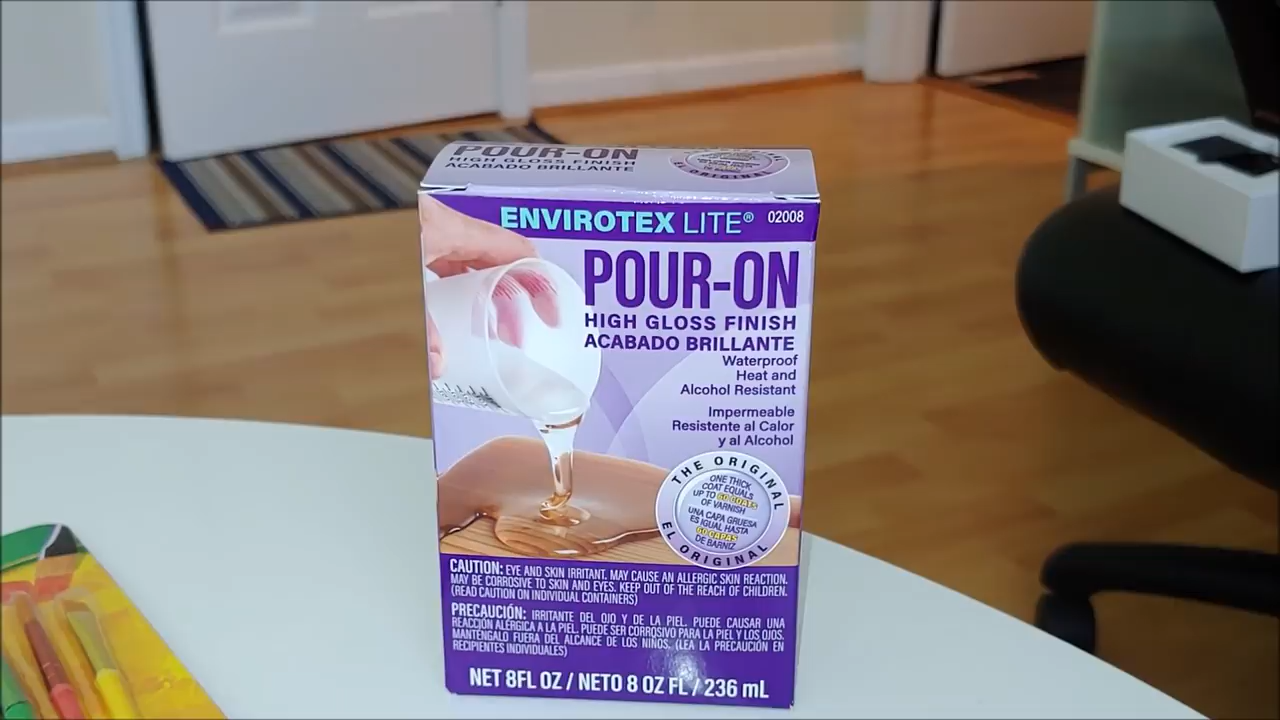 POUR-ON
HIGH GLOSS FINISH
ACABADO BRILLANTE
ORIGINAL
ENVIROTEX LITE® 02008
POUR-ON
HIGH GLOSS FINISH
ACABADO BRILLANTE
Waterproof
Heat and
Alcohol Resistant
Impermeable
Resistente al Calor
y al Alcohol
THE ORIGINAL
ONE THICK
COAT EQUALS
UP TO 60 COATS
OF VARNISH
UNA CAPA GRUESA
ES IGUAL HASTA
60 CAPAS
DE BARNIZ
EL ORIGINAL
CAUTION: EYE AND SKIN IRRITANT. MAY CAUSE AN ALLERGIC SKIN REACTION.
MAY BE CORROSIVE TO SKIN AND EYES. KEEP OUT OF THE REACH OF CHILDREN.
(READ CAUTION ON INDIVIDUAL CONTAINERS)
PRECAUCIÓN: IRRITANTE DEL OJO Y DE LA PIEL. PUEDE CAUSAR UNA
REACCIÓN ALÉRGICA A LA PIEL. PUEDE SER CORROSIVO PARA LA PIEL Y LOS OJOS.
MANTÉNGALO FUERA DEL ALCANCE DE LOS NIÑOS. (LEA LA PRECAUCIÓN EN
RECIPIENTES INDIVIDUALES)
NET 8FL OZ / NETO 8 OZ FL / 236 mL